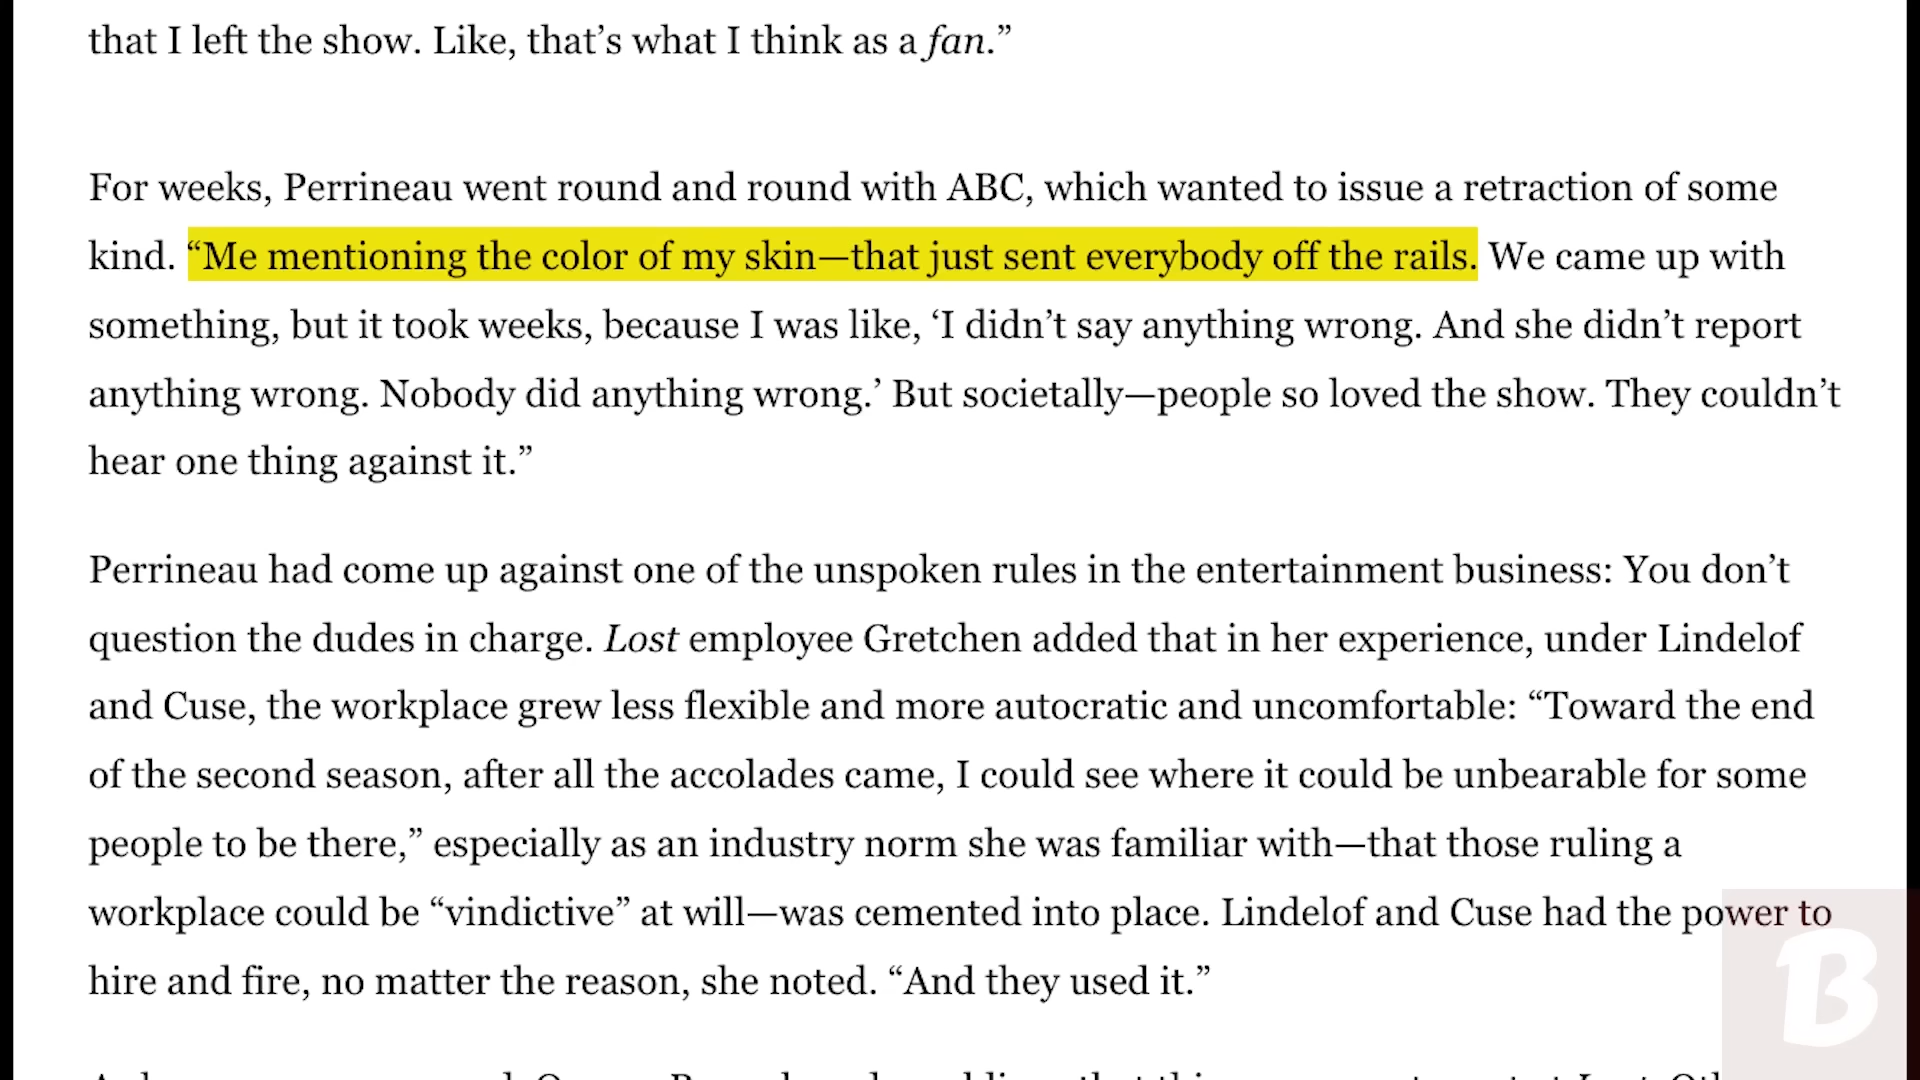 that I left the show. Like, that’s what I think as a fan.”
For weeks, Perrineau went round and round with ABC, which wanted to issue a retraction of some
kind. “Me mentioning the color of my skin—that just sent everybody off the rails. We came up with
something, but it took weeks, because I was like, ‘I didn’t say anything wrong. And she didn’t report
anything wrong. Nobody did anything wrong.’ But societally—people so loved the show. They couldn’t
hear one thing against it.”
Perrineau had come up against one of the unspoken rules in the entertainment business: You don’t
question the dudes in charge. Lost employee Gretchen added that in her experience, under Lindelof
and Cuse, the workplace grew less flexible and more autocratic and uncomfortable: “Toward the end
of the second season, after all the accolades came, I could see where it could be unbearable for some
people to be there,” especially as an industry norm she was familiar with—that those ruling a
workplace could be “vindictive” at will—was cemented into place. Lindelof and Cuse had the power to
hire and fire, no matter the reason, she noted. “And they used it.”
B